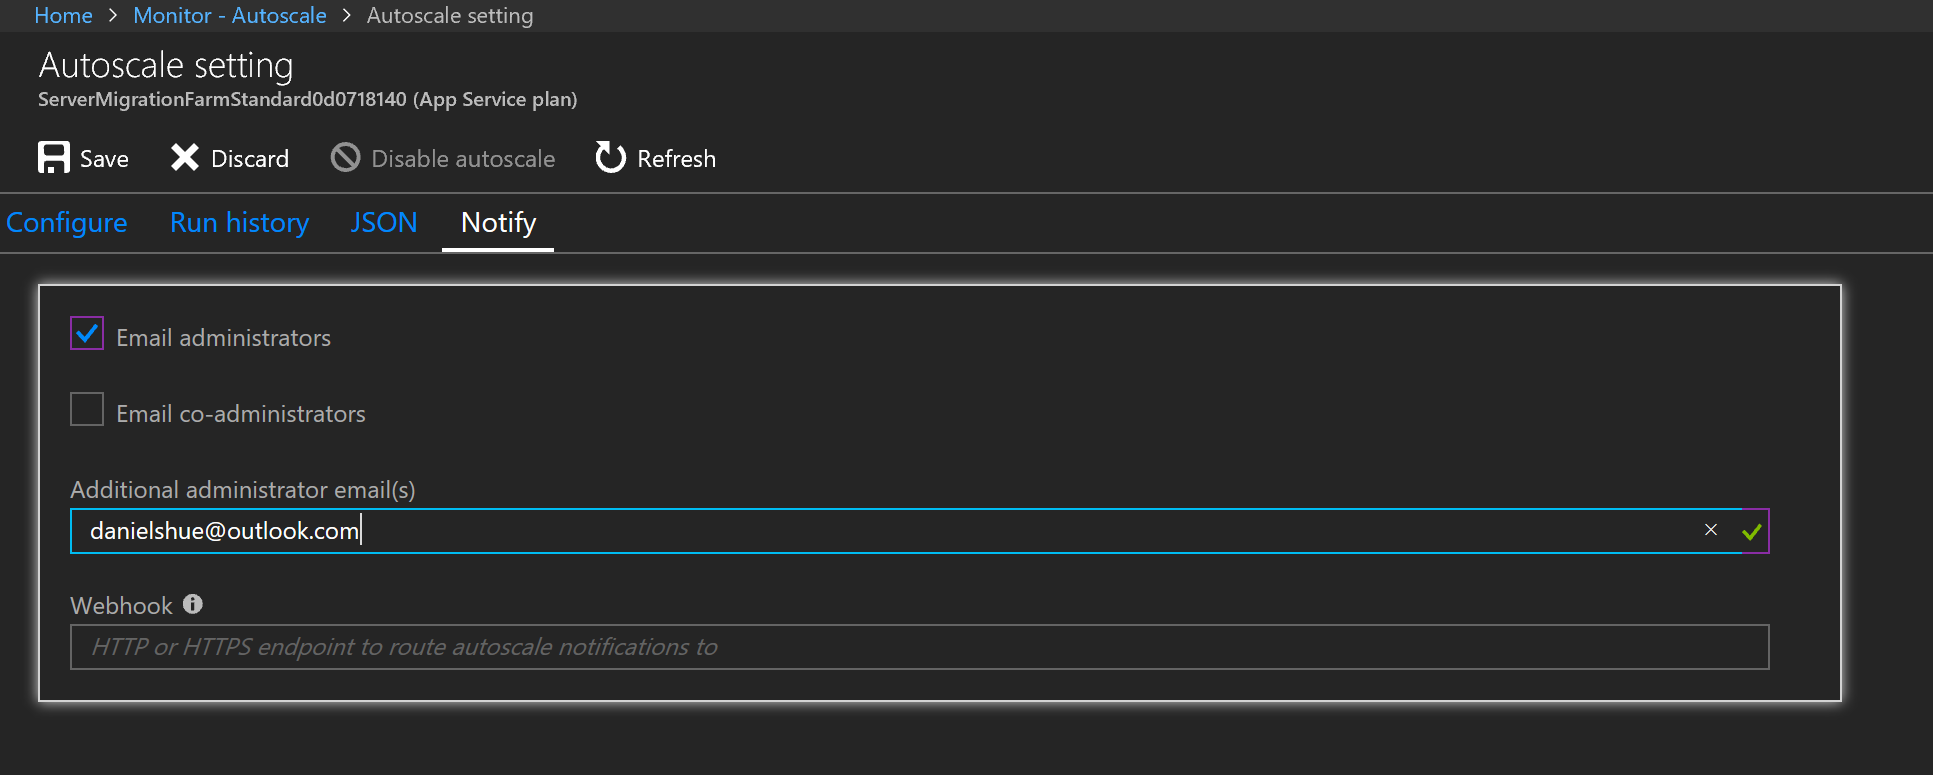 Home > Monitor - Autoscale > Autoscale setting
Autoscale setting
ServerMigrationFarmStandard0d0718140 (App Service plan)
Save Discard Disable autoscale Refresh
Configure Run history JSON Notify
Email administrators
Email co-administrators
Additional administrator email(s)
danielshue@outlook.com
Webhook
HTTP or HTTPS endpoint to route autoscale notifications to